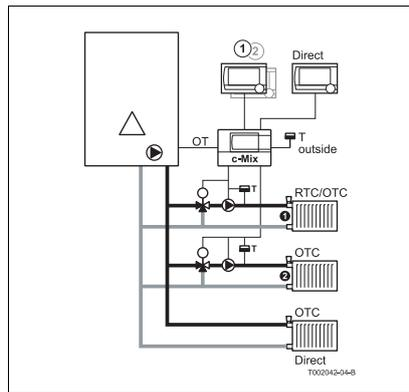 1 2
Direct
OT
T
outside
c-Mix
T
RTC/OTC
1
T
OTC
2
OTC
Direct
T002042-04-B